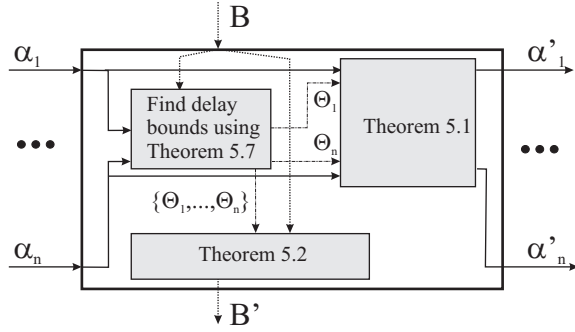 B
α1
α'1
Find delay
bounds using
Theorem 5.7
Θ1
Θn
Theorem 5.1
{Θ1,...,Θn}
Theorem 5.2
αn
α'n
B'